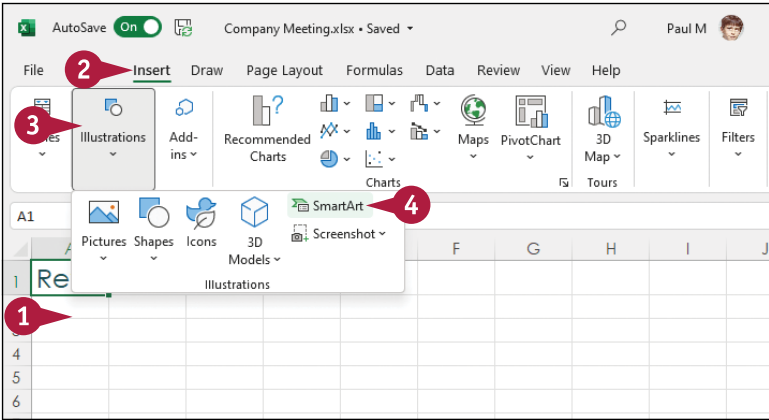 AutoSave On Company Meeting.xlsx • Saved Paul M
File Insert Draw Page Layout Formulas Data Review View Help
2
3
Illustrations
Add-
ins
Recommended
Charts
Maps
PivotChart
3D
Map
Sparklines
Filters
Charts
Tours
A1
Pictures
Shapes
Icons
3D
Models
SmartArt
4
Screenshot
Illustrations
F G H I J
1 Re
1
4
5
6